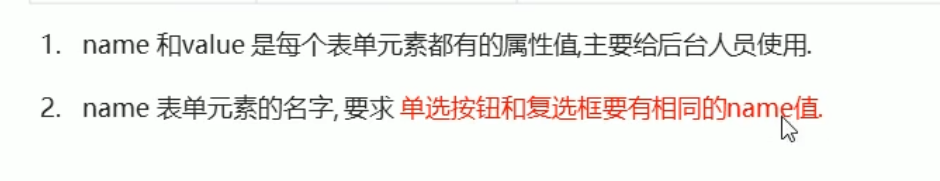 1. name 和value 是每个表单元素都有的属性值,主要给后台人员使用.
2. name 表单元素的名字, 要求 单选按钮和复选框要有相同的name值.